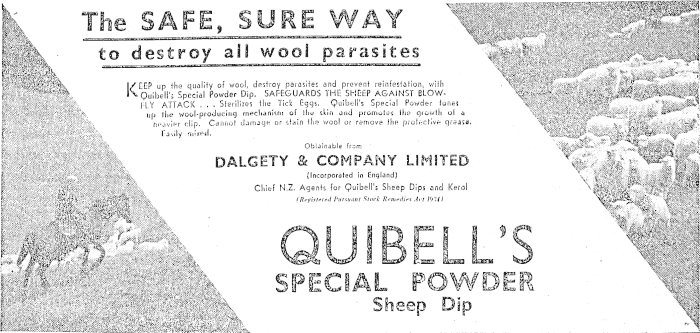 The SAFE, SURE WAY
to destroy all wool parasites
KEEP up the quality of wool, destroy parasites and prevent reinfestation, with
Quibell's Special Powder Dip. SAFEGUARDS THE SHEEP AGAINST BLOW-
FLY ATTACK . . . Sterilizes the Tick Eggs. Quibell's Special Powder tunes
up the wool-producing mechanism of the skin and promotes the growth of a
heavier clip. Cannot damage or stain the wool or remove the protective grease.
Easily mixed.
Obtainable from
DALGETY & COMPANY LIMITED
(Incorporated in England)
Chief N.Z. Agents for Quibell's Sheep Dips and Kerol
(Registered Pursuant Stock Remedies Act 1934)
QUIBELL'S
SPECIAL POWDER
Sheep Dip